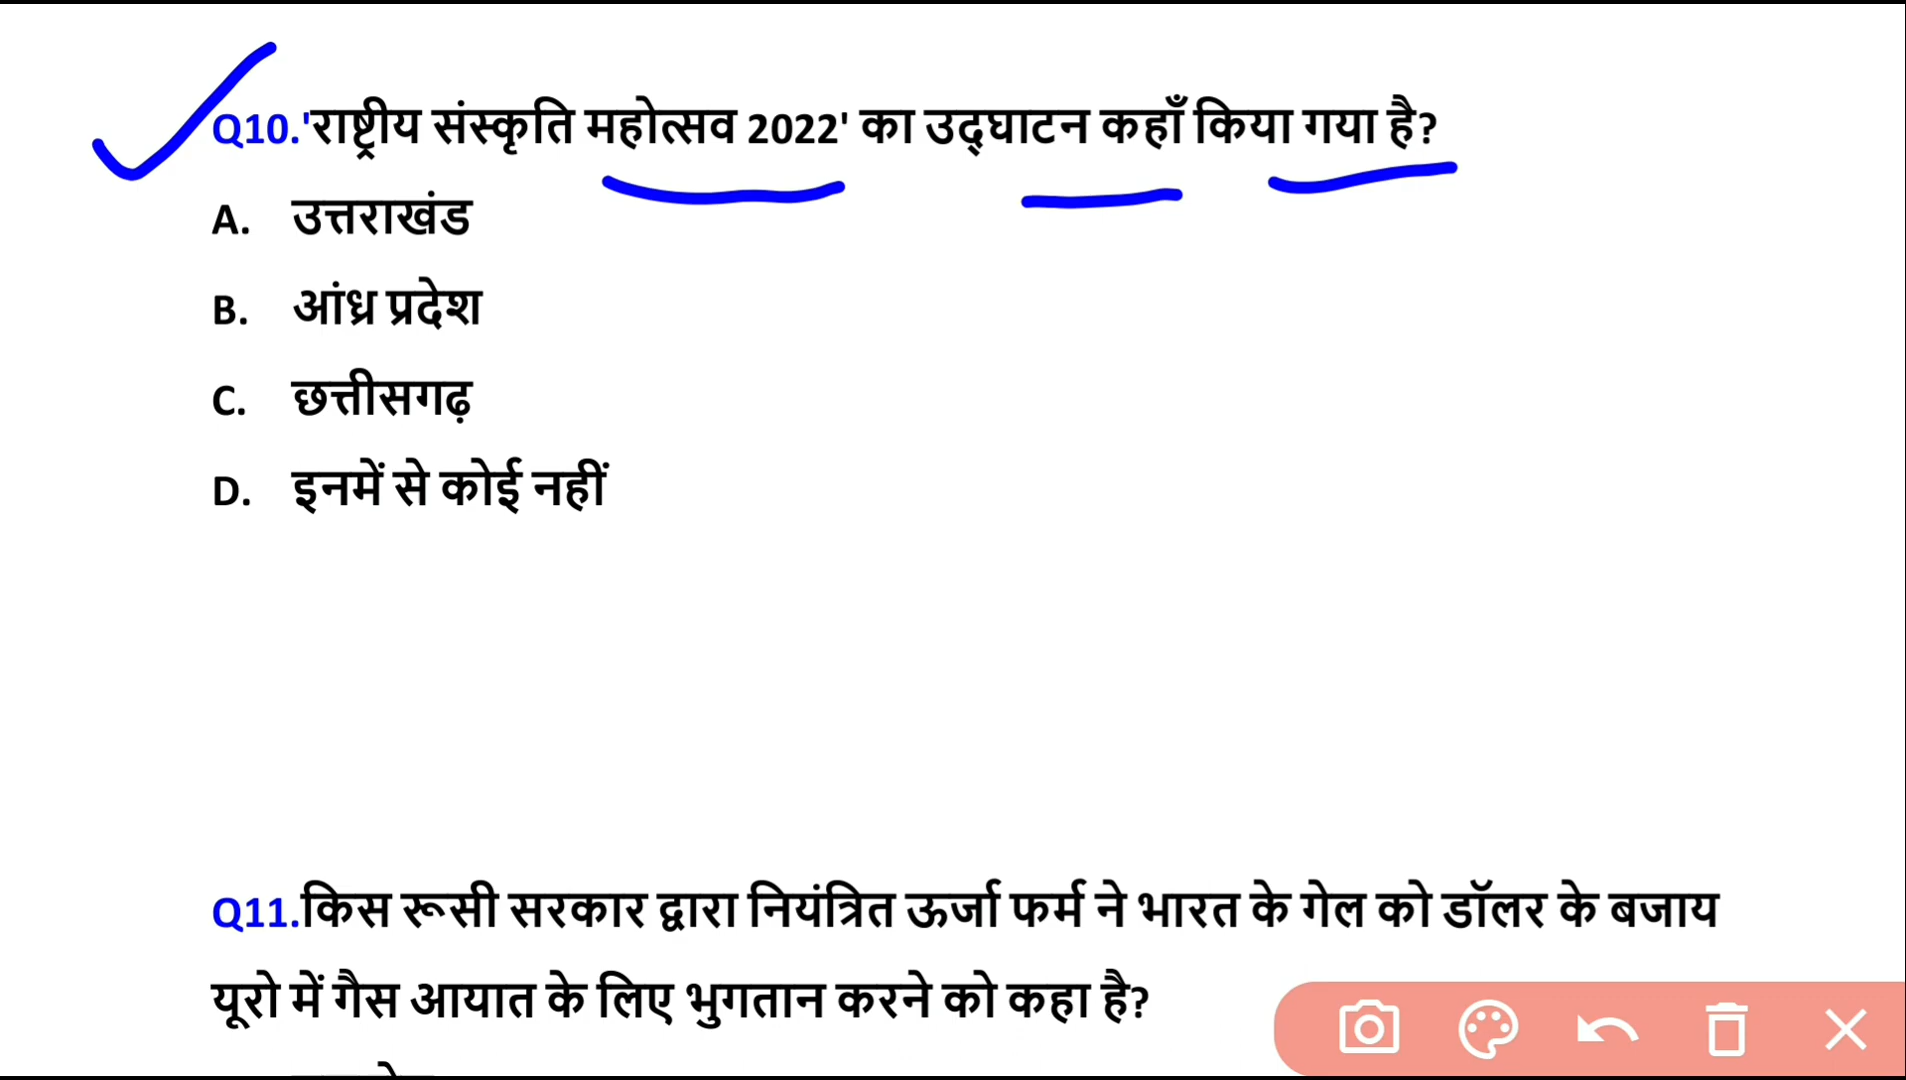 Q10.'राष्ट्रीय संस्कृति महोत्सव 2022' का उद्घाटन कहाँ किया गया है?
A. उत्तराखंड
B. आंध्र प्रदेश
C. छत्तीसगढ़
D. इनमें से कोई नहीं
Q11.किस रूसी सरकार द्वारा नियंत्रित ऊर्जा फर्म ने भारत के गेल को डॉलर के बजाय
यूरो में गैस आयात के लिए भुगतान करने को कहा है?